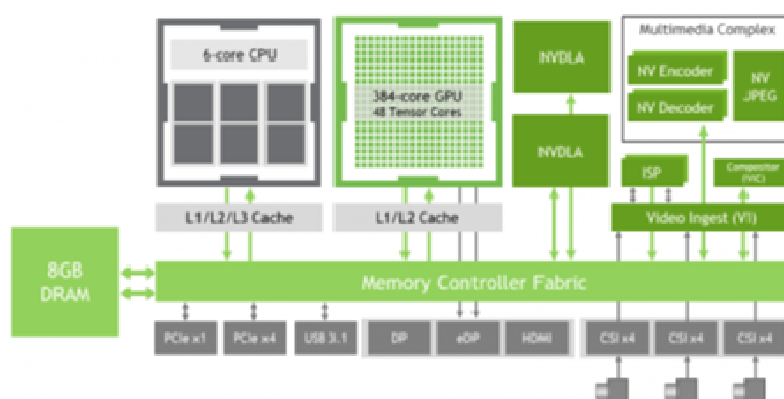 Multimedia Complex
6-core CPU
384-core GPU
48 Tensor Cores
NVDLA
NV Encoder
NV Decoder
NV
JPEG
NVDLA
ISP
Compositor
(VIC)
L1/L2/L3 Cache
L1/L2 Cache
Video Ingest (VI)
8GB
DRAM
Memory Controller Fabric
PCIe x1
PCIe x4
USB 3.1
DP
eDP
HDMI
CSI x4
CSI x4
CSI x4